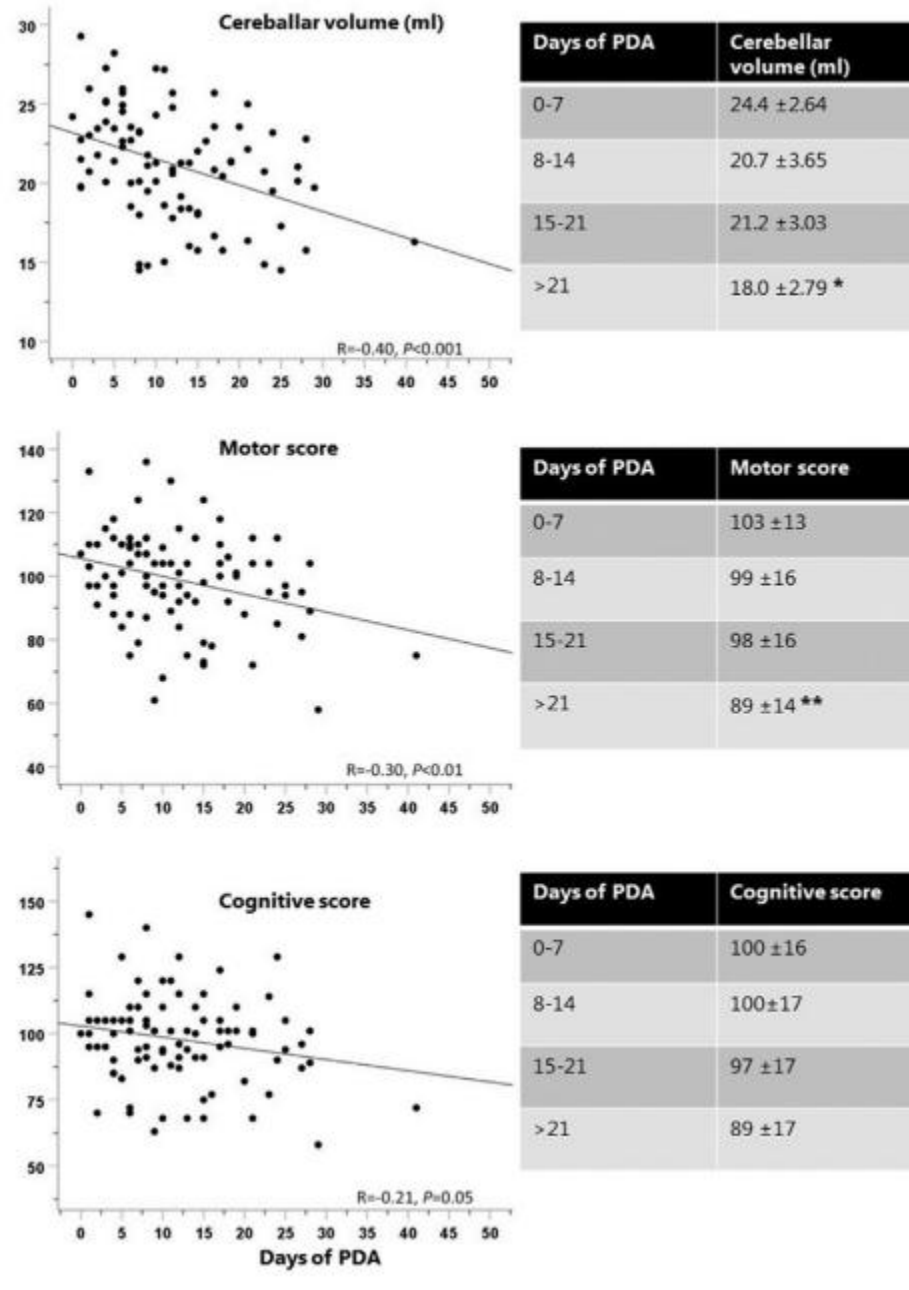 Cereballar volume (ml)
30
25
20
15
10
R=-0.40, P<0.001
0 5 10 15 20 25 30 35 40 45 50
Days of PDA Cerebellar
volume (ml)
0-7 24.4 ±2.64
8-14 20.7 ±3.65
15-21 21.2 ±3.03
>21 18.0 ±2.79 *
Motor score
140
120
100
80
60
40
R=-0.30, P<0.01
0 5 10 15 20 25 30 35 40 45 50
Days of PDA Motor score
0-7 103 ±13
8-14 99 ±16
15-21 98 ±16
>21 89 ±14 **
Cognitive score
150
125
100
75
50
R=-0.21, P=0.05
0 5 10 15 20 25 30 35 40 45 50
Days of PDA
Days of PDA Cognitive score
0-7 100 ±16
8-14 100±17
15-21 97 ±17
>21 89 ±17